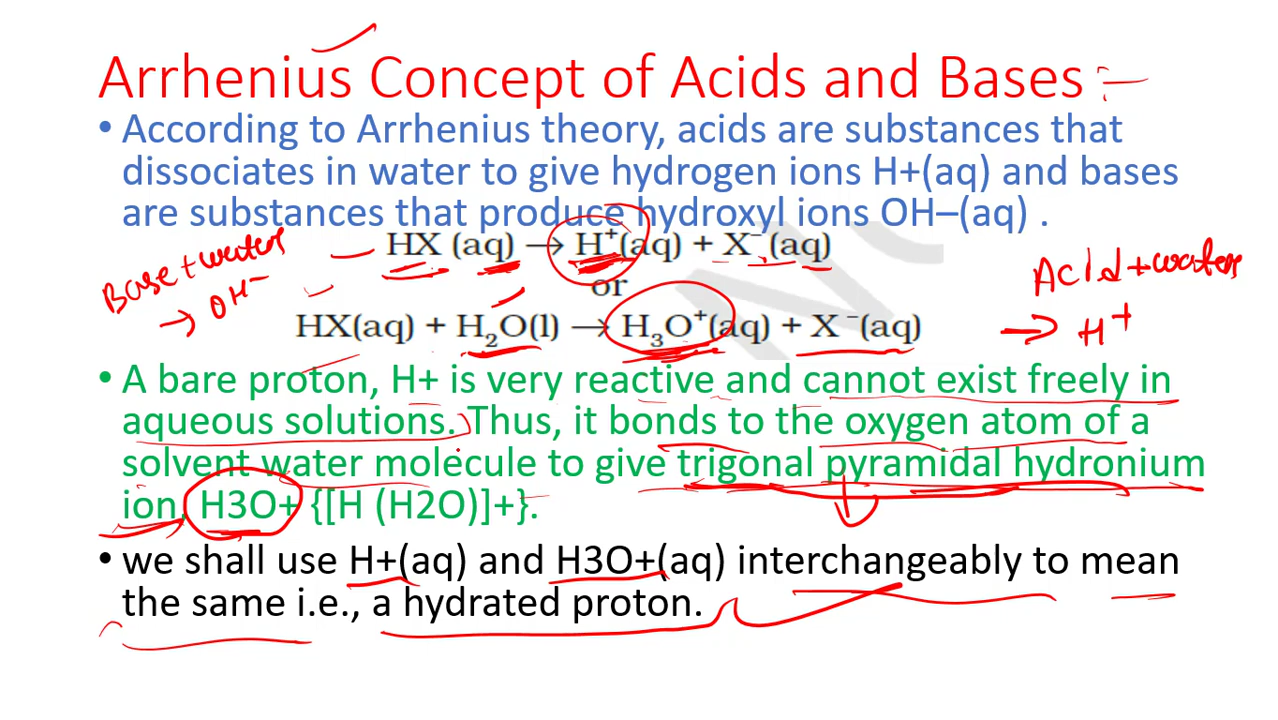 Arrhenius Concept of Acids and Bases :-
• According to Arrhenius theory, acids are substances that
dissociates in water to give hydrogen ions H+(aq) and bases
are substances that produce hydroxyl ions OH–(aq) .
Base + water
→ OH⁻
HX (aq) → H⁺(aq) + X⁻(aq)
or
HX(aq) + H₂O(l) → H₃O⁺(aq) + X⁻(aq)
Acid + water
→ H⁺
• A bare proton, H+ is very reactive and cannot exist freely in
aqueous solutions. Thus, it bonds to the oxygen atom of a
solvent water molecule to give trigonal pyramidal hydronium
ion, H3O+ {[H (H2O)]+}.
• we shall use H+(aq) and H3O+(aq) interchangeably to mean
the same i.e., a hydrated proton.